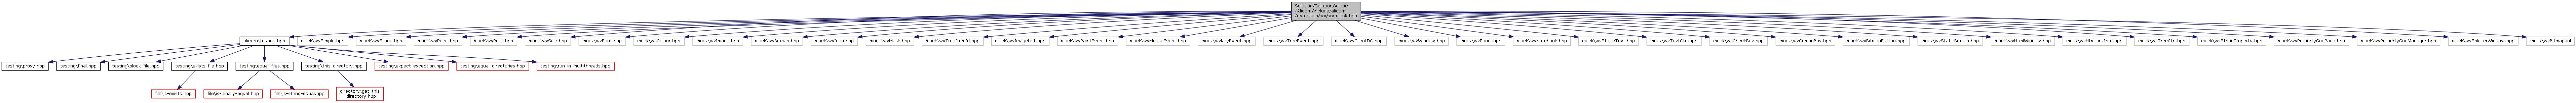 Solution/Solution/Alicorn
/Alicorn/include/alicorn
/extension/wx/wx.mock.hpp
alicorn\testing.hpp
mock\wxSimple.hpp
mock\wxString.hpp
mock\wxPoint.hpp
mock\wxRect.hpp
mock\wxSize.hpp
mock\wxFont.hpp
mock\wxColour.hpp
mock\wxImage.hpp
mock\wxBitmap.hpp
mock\wxIcon.hpp
mock\wxMask.hpp
mock\wxTreeItemId.hpp
mock\wxImageList.hpp
mock\wxPaintEvent.hpp
mock\wxMouseEvent.hpp
mock\wxKeyEvent.hpp
mock\wxTreeEvent.hpp
mock\wxClientDC.hpp
mock\wxWindow.hpp
mock\wxPanel.hpp
mock\wxNotebook.hpp
mock\wxStaticText.hpp
mock\wxTextCtrl.hpp
mock\wxCheckBox.hpp
mock\wxComboBox.hpp
mock\wxBitmapButton.hpp
mock\wxStaticBitmap.hpp
mock\wxHtmlWindow.hpp
mock\wxHtmlLinkInfo.hpp
mock\wxTreeCtrl.hpp
mock\wxStringProperty.hpp
mock\wxPropertyGridPage.hpp
mock\wxPropertyGridManager.hpp
mock\wxSplitterWindow.hpp
mock\wxBitmap.inl
testing\proxy.hpp
testing\final.hpp
testing\block-file.hpp
testing\exists-file.hpp
testing\equal-files.hpp
testing\this-directory.hpp
testing\expect-exception.hpp
testing\equal-directories.hpp
testing\run-in-multithreads.hpp
file\is-exists.hpp
file\is-binary-equal.hpp
file\is-string-equal.hpp
directory\get-this
-directory.hpp